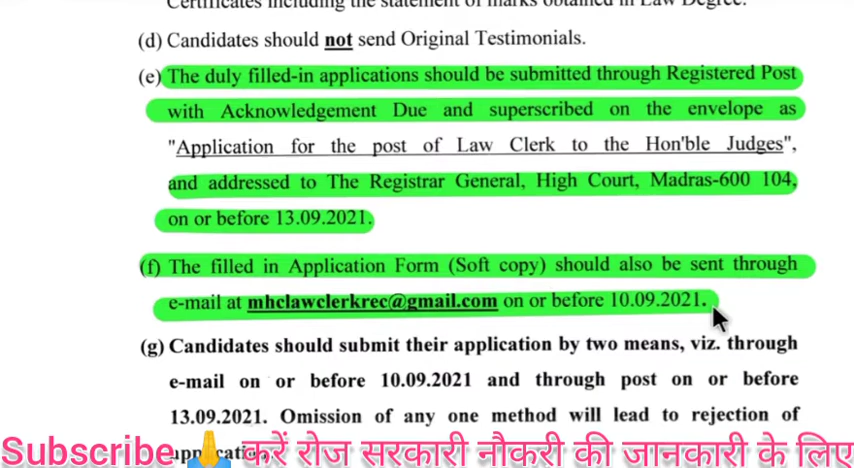 Certificates including the statement of marks obtained in Law Degree.
(d) Candidates should not send Original Testimonials.
(e) The duly filled-in applications should be submitted through Registered Post
with Acknowledgement Due and superscribed on the envelope as
"Application for the post of Law Clerk to the Hon'ble Judges",
and addressed to The Registrar General, High Court, Madras-600 104,
on or before 13.09.2021.
(f) The filled in Application Form (Soft copy) should also be sent through
e-mail at mhclawclerkrec@gmail.com on or before 10.09.2021.
(g) Candidates should submit their application by two means, viz. through
e-mail on or before 10.09.2021 and through post on or before
13.09.2021. Omission of any one method will lead to rejection of
Subscribe🙏करें रोज सरकारी नौकरी की जानकारी के लिए